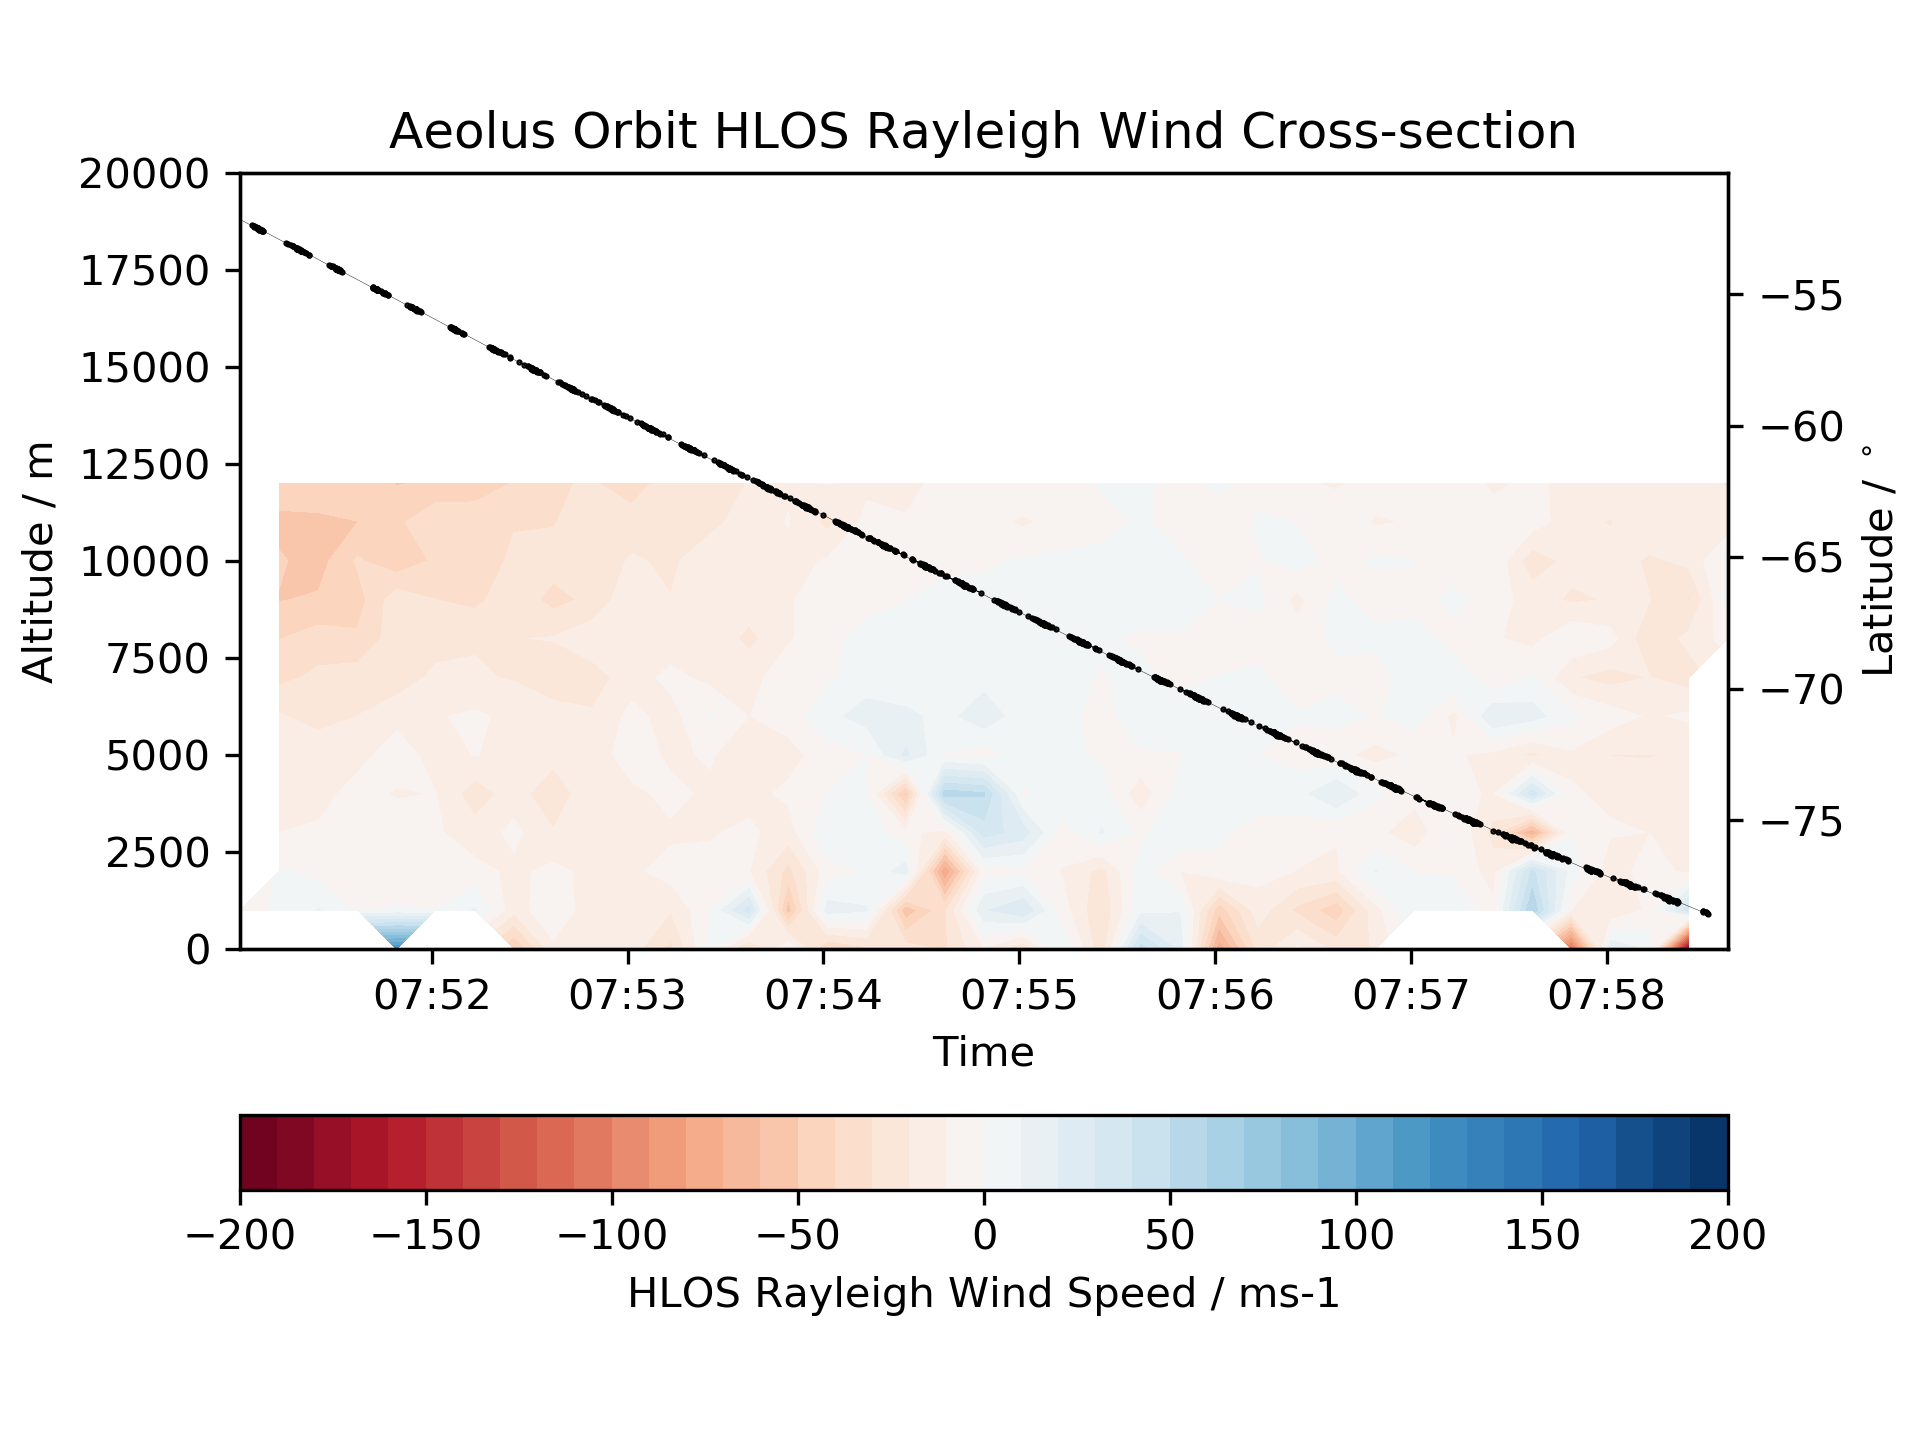 Aeolus Orbit HLOS Rayleigh Wind Cross-section
20000
17500
15000
12500
10000
7500
5000
2500
0
Altitude / m
−55
−60
−65
−70
−75
Latitude / °
07:52 07:53 07:54 07:55 07:56 07:57 07:58
Time
−200 −150 −100 −50 0 50 100 150 200
HLOS Rayleigh Wind Speed / ms-1